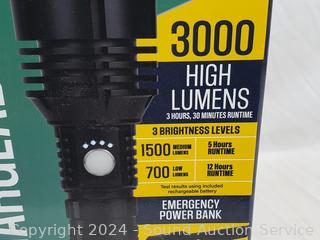 3000
HIGH
LUMENS
3 HOURS, 30 MINUTES RUNTIME
3 BRIGHTNESS LEVELS
1500 MEDIUM LUMENS 5 Hours RUNTIME
700 LOW LUMENS 12 Hours RUNTIME
Test results using included
rechargeable battery
EMERGENCY
POWER BANK
Copyright 2024 - Sound Auction Service